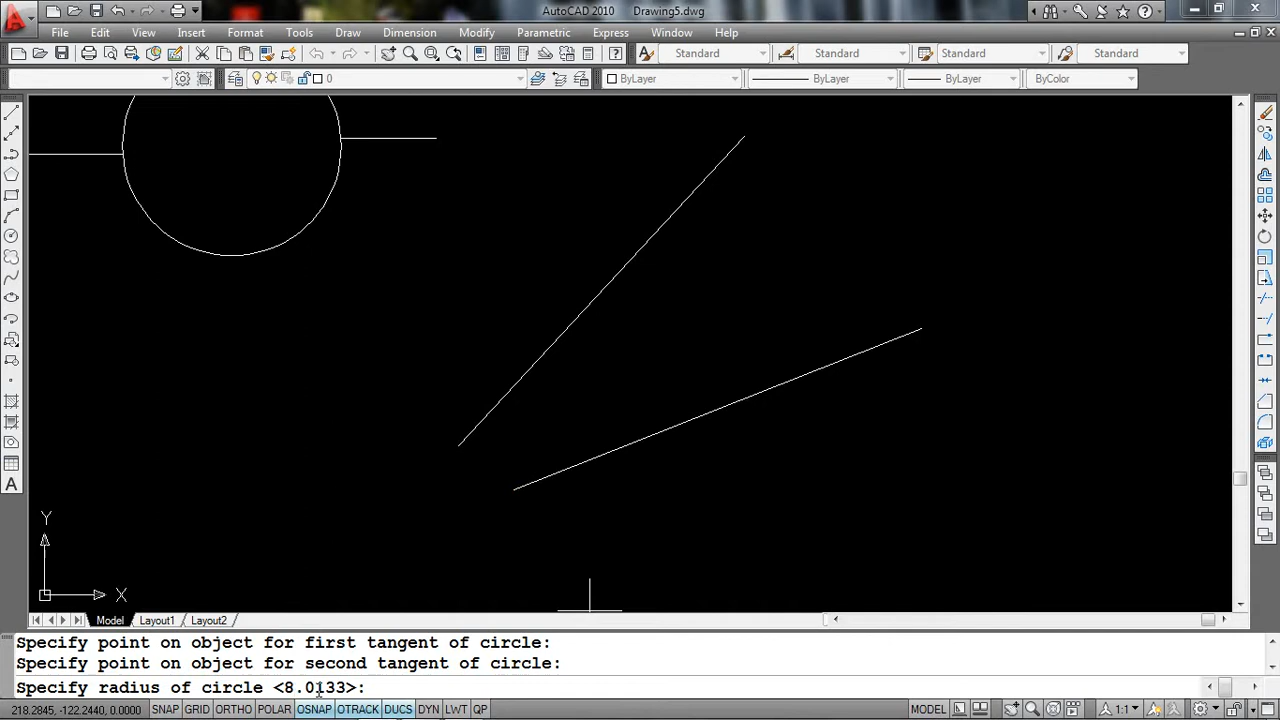 AutoCAD 2010 Drawing5.dwg
File Edit View Insert Format Tools Draw Dimension Modify Parametric Express Window Help
Standard Standard Standard Standard
0 ByLayer ByLayer ByLayer ByColor
A
Y
X
Model Layout1 Layout2
Specify point on object for first tangent of circle:
Specify point on object for second tangent of circle:
Specify radius of circle <8.0133>:
218.2845, -122.2440, 0.0000 SNAP GRID ORTHO POLAR OSNAP OTRACK DUCS DYN LWT QP MODEL 1:1